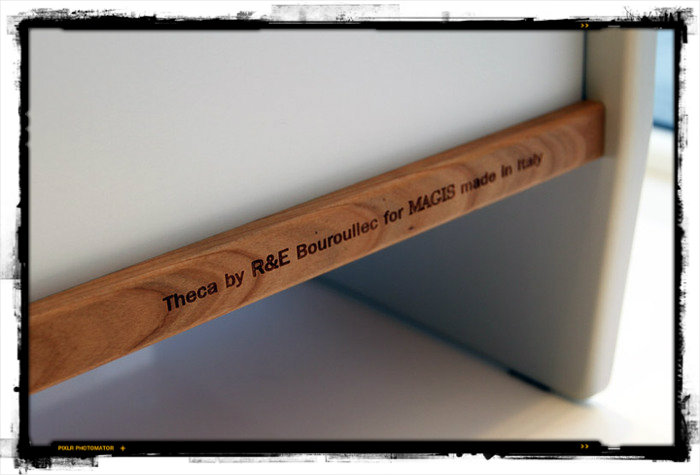 Theca by R&E Bouroullec for MAGIS made in Italy
PIXLR PHOTOMATOR